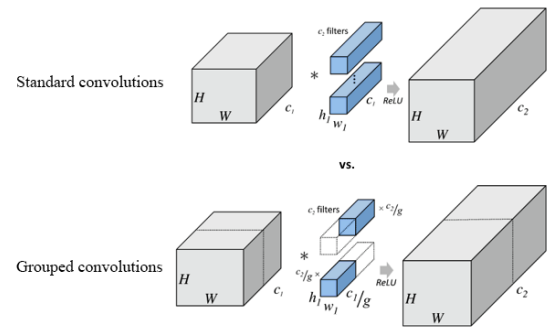 c₂ filters
Standard convolutions
*
H
W
c₁
h₁ w₁
c₁
ReLU
H
W
c₂
vs.
c₂ filters
× c₂/g
Grouped convolutions
*
c₂/g ×
H
W
c₁
h₁ w₁
c₁/g
ReLU
H
W
c₂